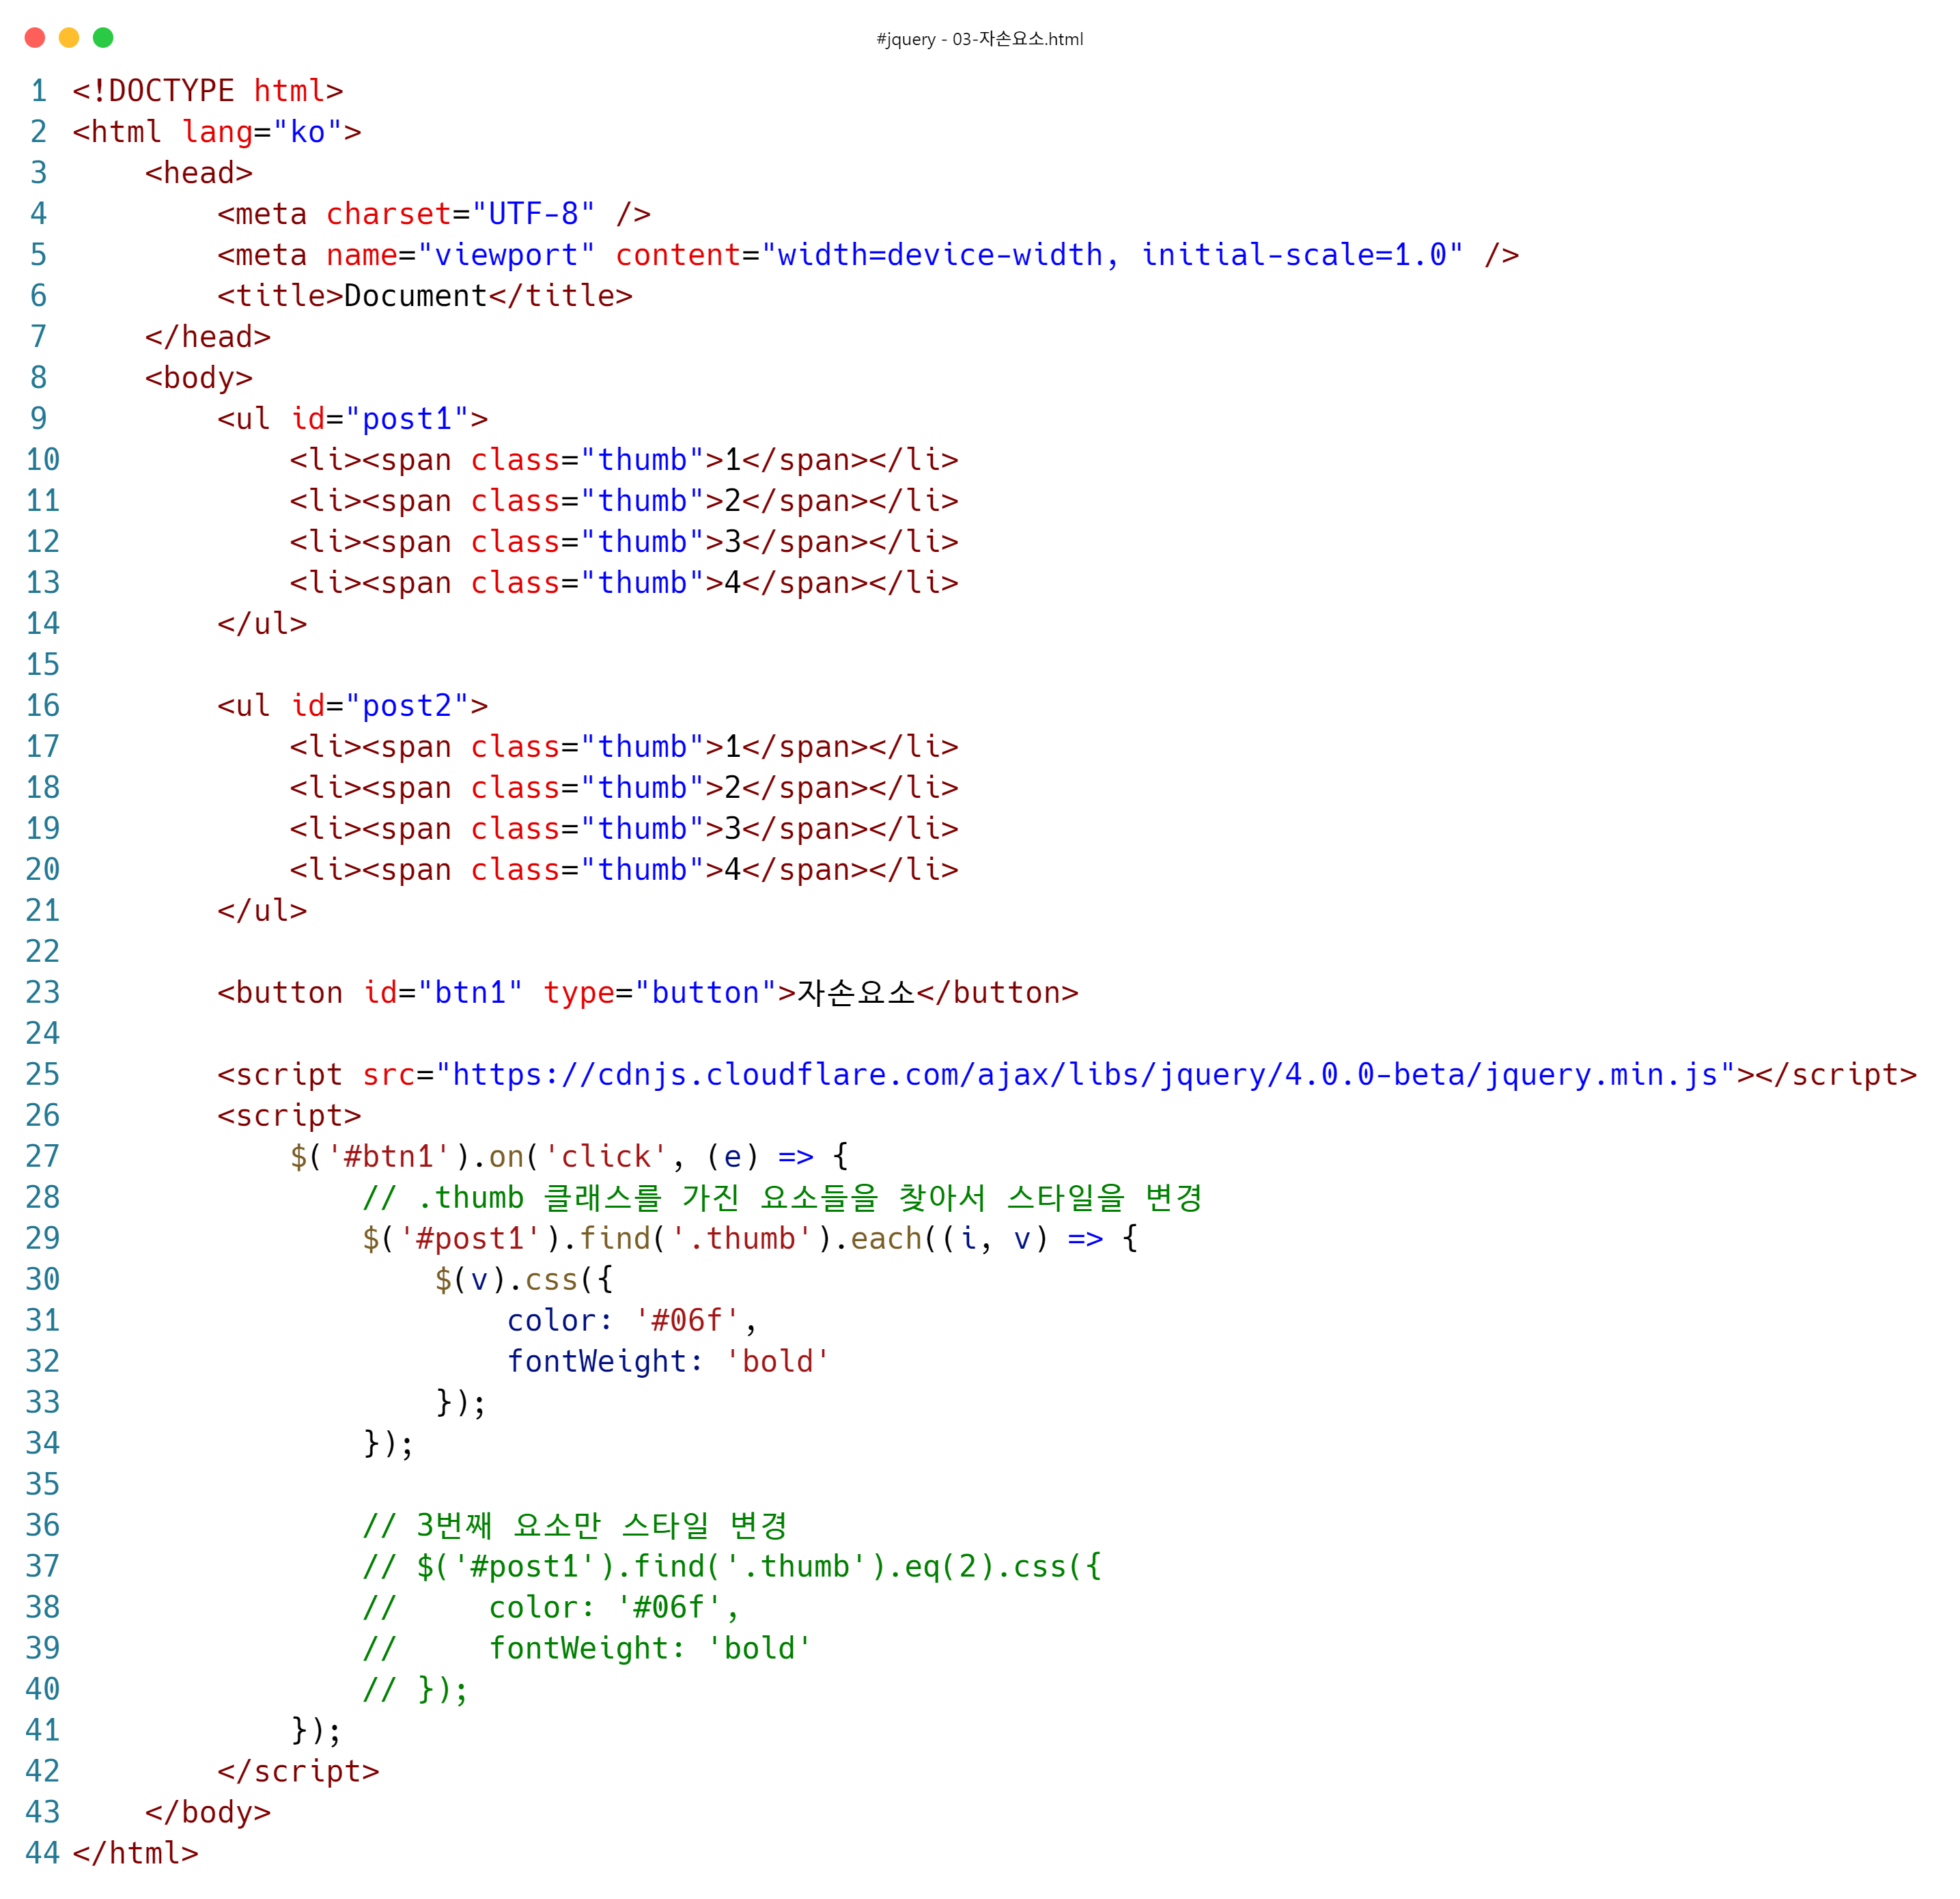 #jquery - 03-자손요소.html
1 <!DOCTYPE html>
2 <html lang="ko">
3     <head>
4         <meta charset="UTF-8" />
5         <meta name="viewport" content="width=device-width, initial-scale=1.0" />
6         <title>Document</title>
7     </head>
8     <body>
9         <ul id="post1">
10             <li><span class="thumb">1</span></li>
11             <li><span class="thumb">2</span></li>
12             <li><span class="thumb">3</span></li>
13             <li><span class="thumb">4</span></li>
14         </ul>
15
16         <ul id="post2">
17             <li><span class="thumb">1</span></li>
18             <li><span class="thumb">2</span></li>
19             <li><span class="thumb">3</span></li>
20             <li><span class="thumb">4</span></li>
21         </ul>
22
23         <button id="btn1" type="button">자손요소</button>
24
25         <script src="https://cdnjs.cloudflare.com/ajax/libs/jquery/4.0.0-beta/jquery.min.js"></script>
26         <script>
27             $('#btn1').on('click', (e) => {
28                 // .thumb 클래스를 가진 요소들을 찾아서 스타일을 변경
29                 $('#post1').find('.thumb').each((i, v) => {
30                     $(v).css({
31                         color: '#06f',
32                         fontWeight: 'bold'
33                     });
34                 });
35
36                 // 3번째 요소만 스타일 변경
37                 // $('#post1').find('.thumb').eq(2).css({
38                 //     color: '#06f',
39                 //     fontWeight: 'bold'
40                 // });
41             });
42         </script>
43     </body>
44 </html>